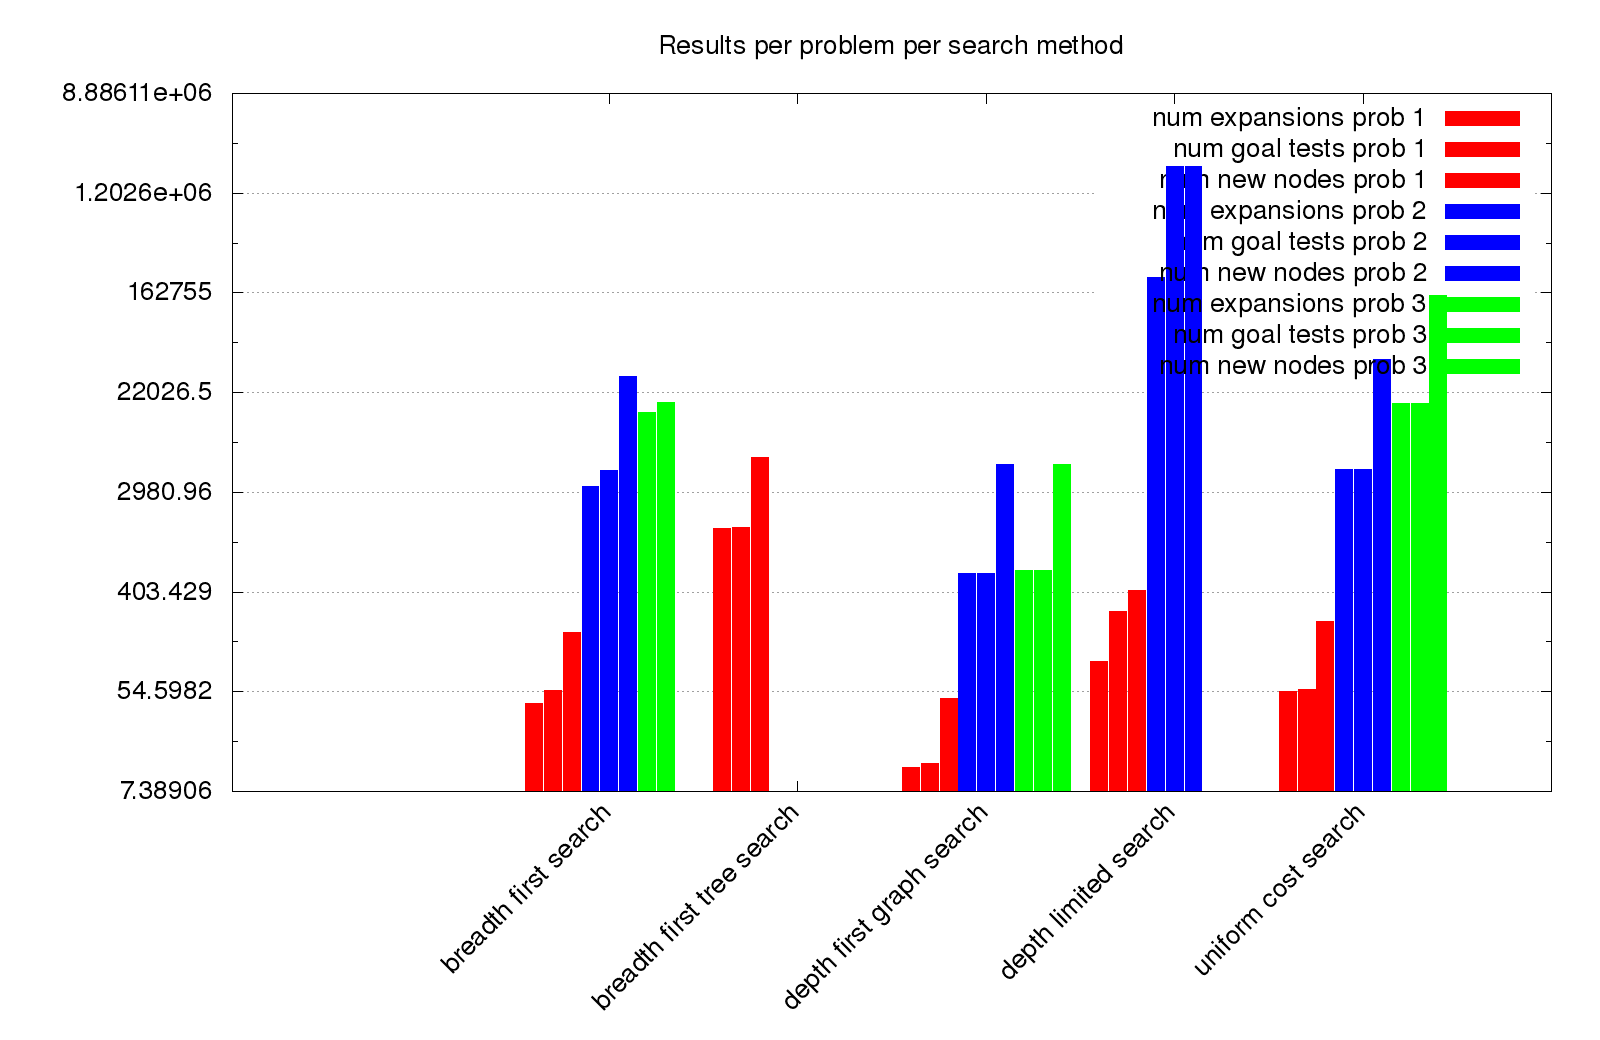 Results per problem per search method
8.88611e+06
1.2026e+06
162755
22026.5
2980.96
403.429
54.5982
7.38906
num expansions prob 1
num goal tests prob 1
num new nodes prob 1
num expansions prob 2
num goal tests prob 2
num new nodes prob 2
num expansions prob 3
num goal tests prob 3
num new nodes prob 3
breadth first search
breadth first tree search
depth first graph search
depth limited search
uniform cost search